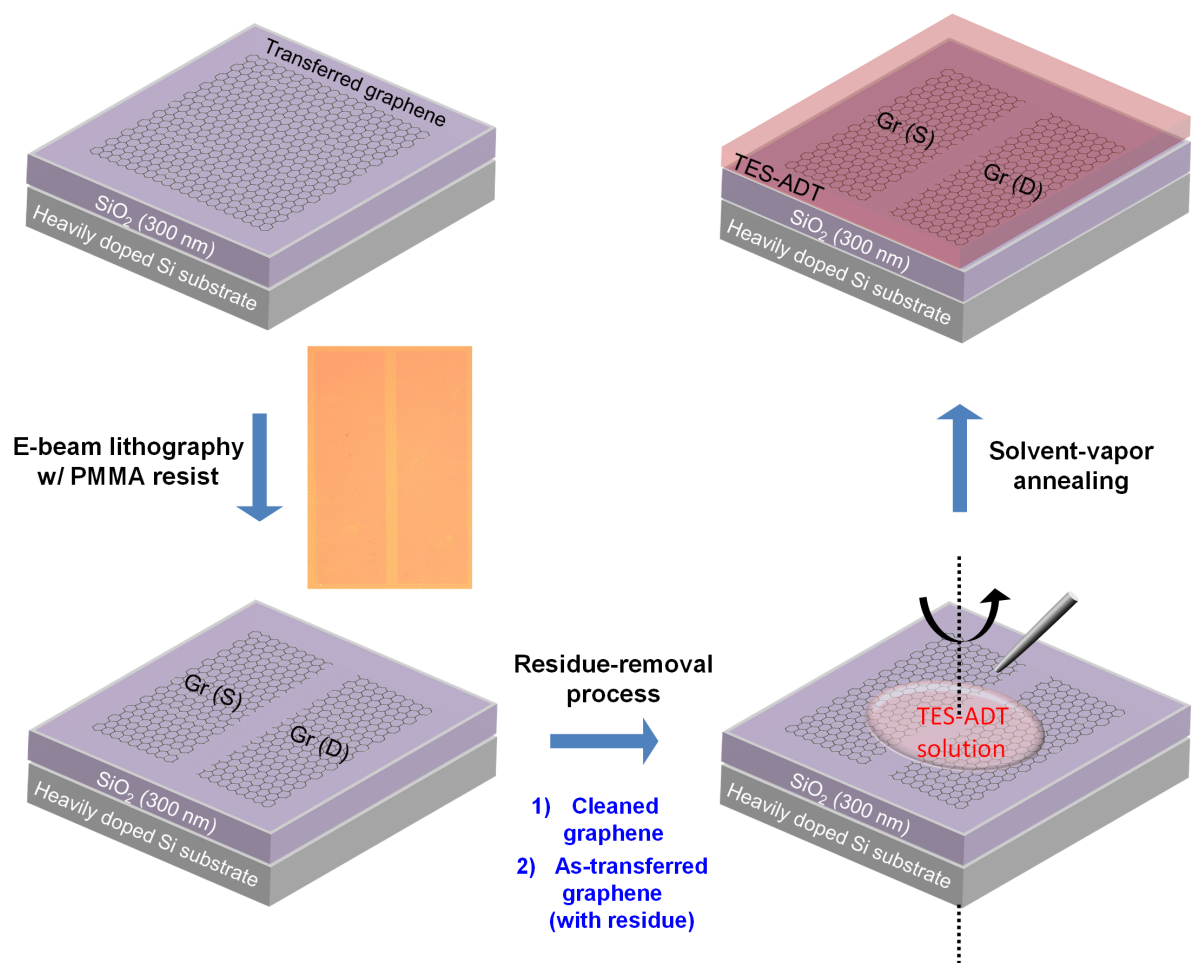 Transferred graphene
SiO₂ (300 nm)
Heavily doped Si substrate
E-beam lithography
w/ PMMA resist
Gr (S)
Gr (D)
SiO₂ (300 nm)
Heavily doped Si substrate
Residue-removal
process
1) Cleaned
graphene
2) As-transferred
graphene
(with residue)
TES-ADT
solution
SiO₂ (300 nm)
Heavily doped Si substrate
Solvent-vapor
annealing
Gr (S)
Gr (D)
TES-ADT
SiO₂ (300 nm)
Heavily doped Si substrate